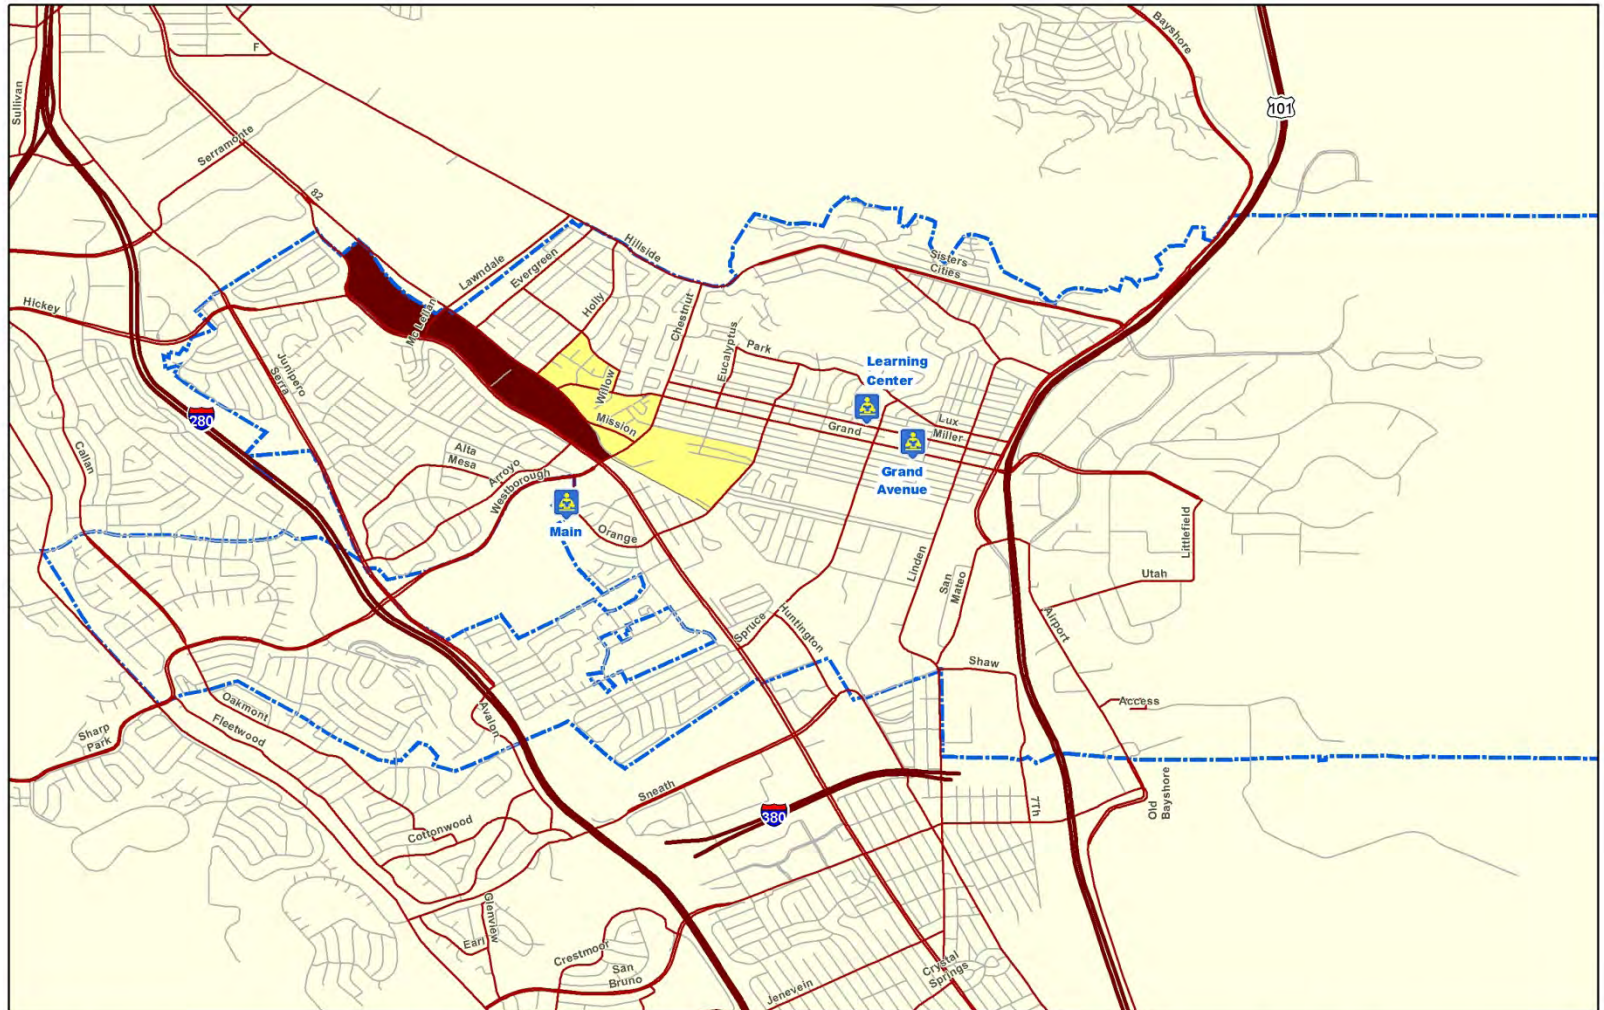 Bayshore
F
Sullivan
101
Serramonte
82
Hillside
Lawndale
Evergreen
Sisters
Cities
Hickey
Mc Lellan
Holly
Chestnut
Eucalyptus
Park
Junipero
Serra
Learning
Center
Willow
280
Mission
Grand
Lux
Miller
Callan
Alta
Mesa
Arroyo
Westborough
Grand
Avenue
Main
Orange
Linden
Littlefield
Utah
San
Mateo
Airport
Spruce
Huntington
Shaw
Oakmont
Fleetwood
Avalon
Access
Sharp
Park
Sneath
380
7Th
Old
Bayshore
Cottonwood
Glenview
Earl
Crestmoor
San
Bruno
Crystal
Springs
Jenevein